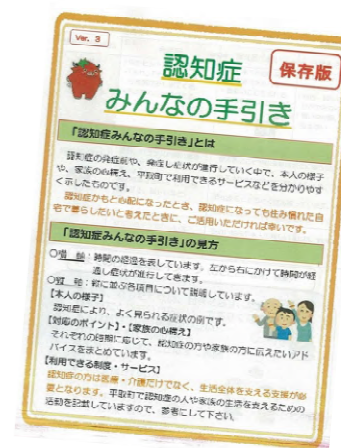 Ver. 3
認知症
保存版
みんなの手引き
「認知症みんなの手引き」とは
認知症の発症前や、発症し症状が進行していく中で、本人の様子
や、家族の心構え、平取町で利用できるサービスなどを分かりやす
く示したものです。
認知症かもと心配になったとき、認知症になっても住み慣れた自
宅で暮らしたいと考えたときに、ご活用いただければ幸いです。
「認知症みんなの手引き」の見方
○横 軸：時間の経過を表しています。左から右にかけて時間が経
過し症状が進行してきます。
○縦 軸：縦に並ぶ各項目について説明しています。
【本人の様子】
認知症により、よく見られる症状の例です。
【対応のポイント】・【家族の心構え】
それぞれの時期に応じて、認知症の方や家族の方に伝えたいアド
バイスをまとめています。
【利用できる制度・サービス】
認知症の方は医療・介護だけでなく、生活全体を支える支援が必
要となります。平取町で認知症の人や家族の生活を支えるための
活動を記載していますので、参考にして下さい。